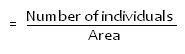 = Number of individuals
Area